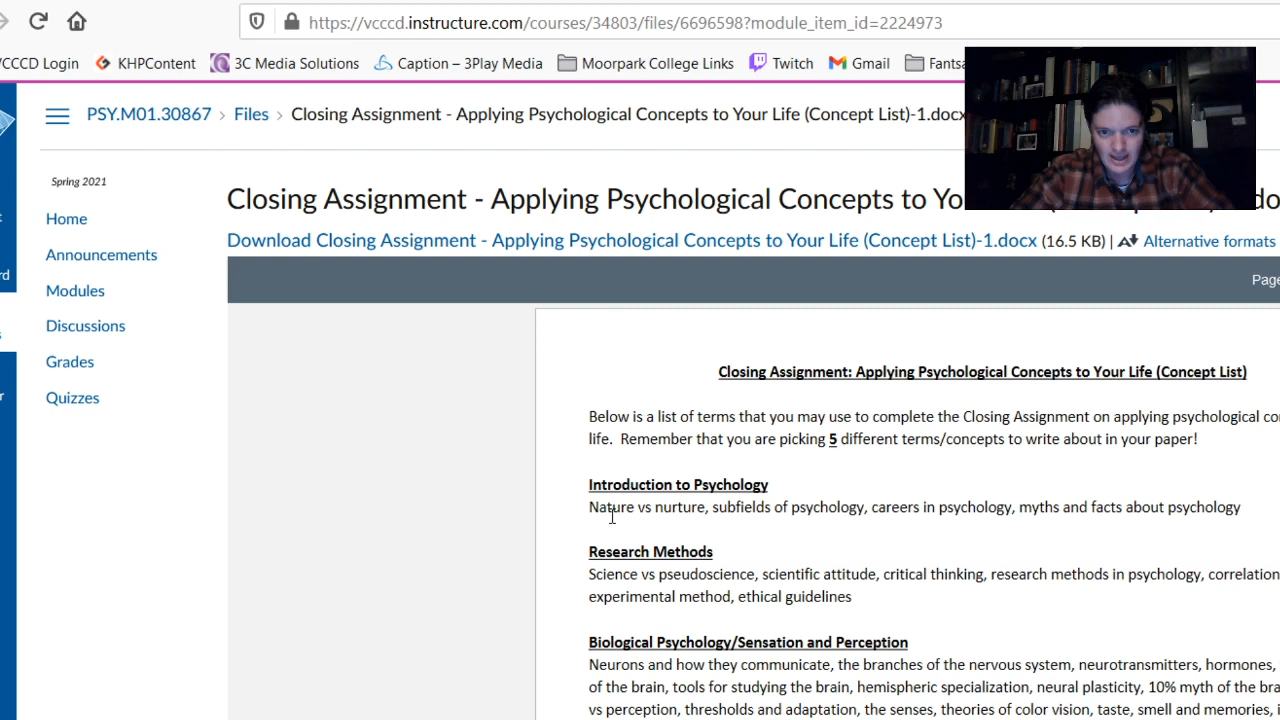 https://vcccd.instructure.com/courses/34803/files/6696598?module_item_id=2224973
VCCCD Login KHPContent 3C Media Solutions Caption – 3Play Media Moorpark College Links Twitch Gmail
PSY.M01.30867 > Files > Closing Assignment - Applying Psychological Concepts to Your Life (Concept List)-1.docx
Spring 2021
Home
Announcements
Modules
Discussions
Grades
Quizzes
Closing Assignment - Applying Psychological Concepts to
Download Closing Assignment - Applying Psychological Concepts to Your Life (Concept List)-1.docx (16.5 KB) | Alternative formats
Closing Assignment: Applying Psychological Concepts to Your Life (Concept List)
Below is a list of terms that you may use to complete the Closing Assignment on applying psychological
life. Remember that you are picking 5 different terms/concepts to write about in your paper!
Introduction to Psychology
Nature vs nurture, subfields of psychology, careers in psychology, myths and facts about psychology
Research Methods
Science vs pseudoscience, scientific attitude, critical thinking, research methods in psychology, correlation
experimental method, ethical guidelines
Biological Psychology/Sensation and Perception
Neurons and how they communicate, the branches of the nervous system, neurotransmitters, hormones,
of the brain, tools for studying the brain, hemispheric specialization, neural plasticity, 10% myth of the
vs perception, thresholds and adaptation, the senses, theories of color vision, taste, smell and memories,